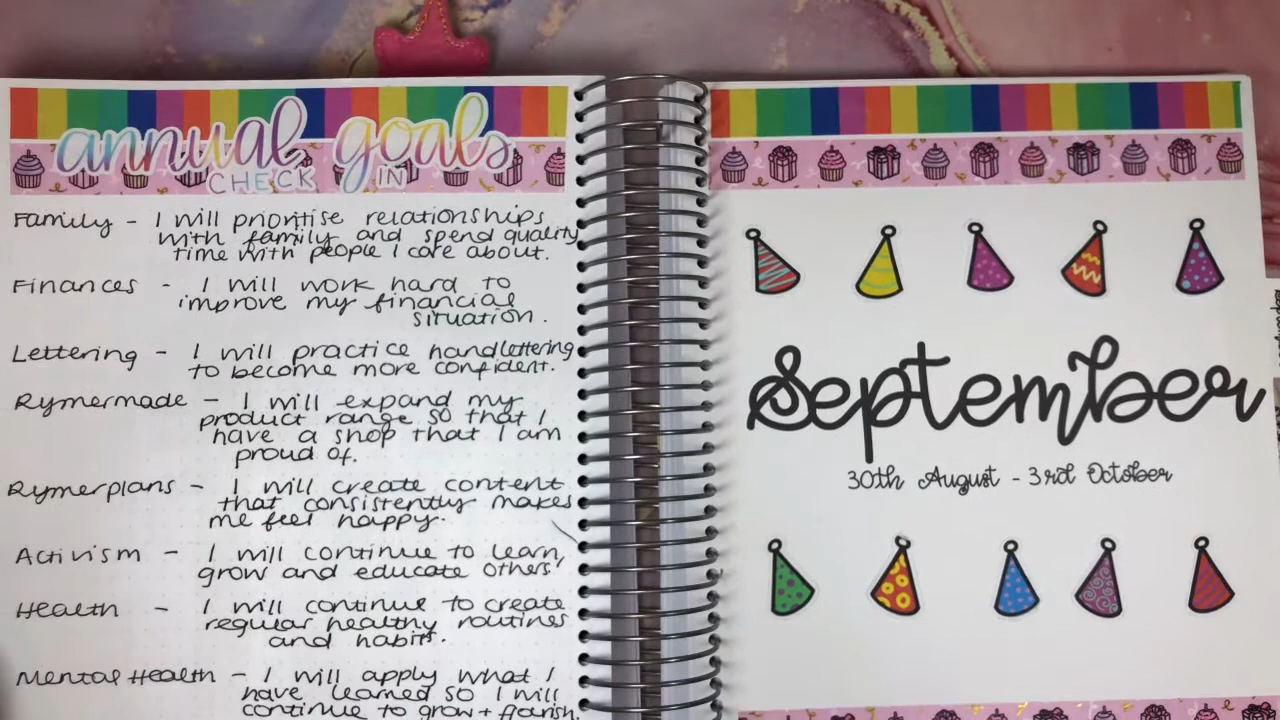 annual goals
CHECK IN
Family - I will prioritise relationships
with family and spend quality
time with people I care about.
Finances - I will work hard to
improve my financial
situation.
Lettering - I will practice handlettering
to become more confident.
Rymermade - I will expand my
product range so that I
have a shop that I am
proud of.
Rymerplans - I will create content
that consistently makes
me feel happy.
Activism - I will continue to learn,
grow and educate others
Health - I will continue to create
regular healthy routines
and habits.
Mental Health - I will apply what I
have learned so I will
continue to grow + flourish.
September
30th August - 3rd October